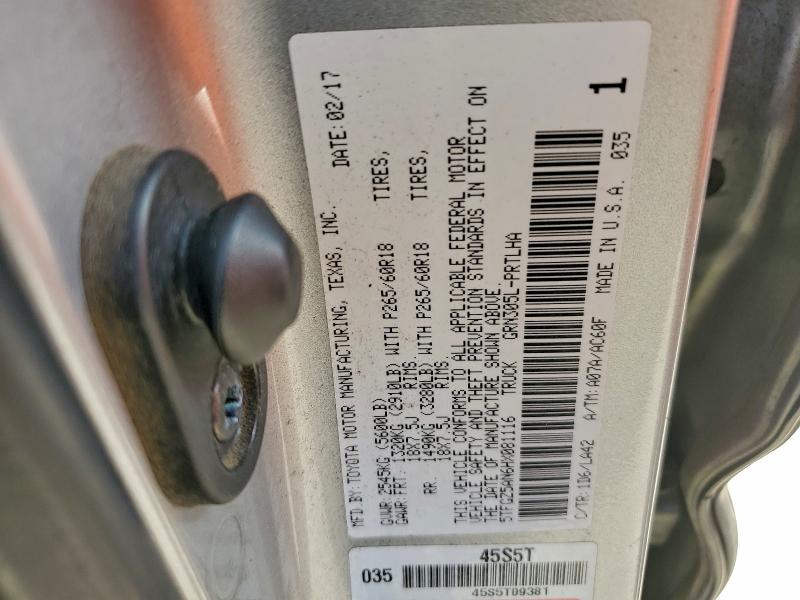 MFD BY: TOYOTA MOTOR MANUFACTURING, TEXAS, INC. DATE: 02/17
GVWR: 2545KG (5600LB)
GAWR: FRT. 1320KG (2910LB) WITH P265/60R18 TIRES,
18X7.5J RIMS
RR. 1490KG (3280LB) WITH P265/60R18 TIRES,
18X7.5J RIMS.
THIS VEHICLE CONFORMS TO ALL APPLICABLE FEDERAL MOTOR
VEHICLE SAFETY AND THEFT PREVENTION STANDARDS IN EFFECT ON
THE DATE OF MANUFACTURE SHOWN ABOVE.
5TFGZ5AN6HX081116 TRUCK GRN305L-PRTLHA
C/TR: 1D6/LA42 A/TM: A07A/AC60F MADE IN U.S.A. 035
1
45S5T
035
45S5T09381